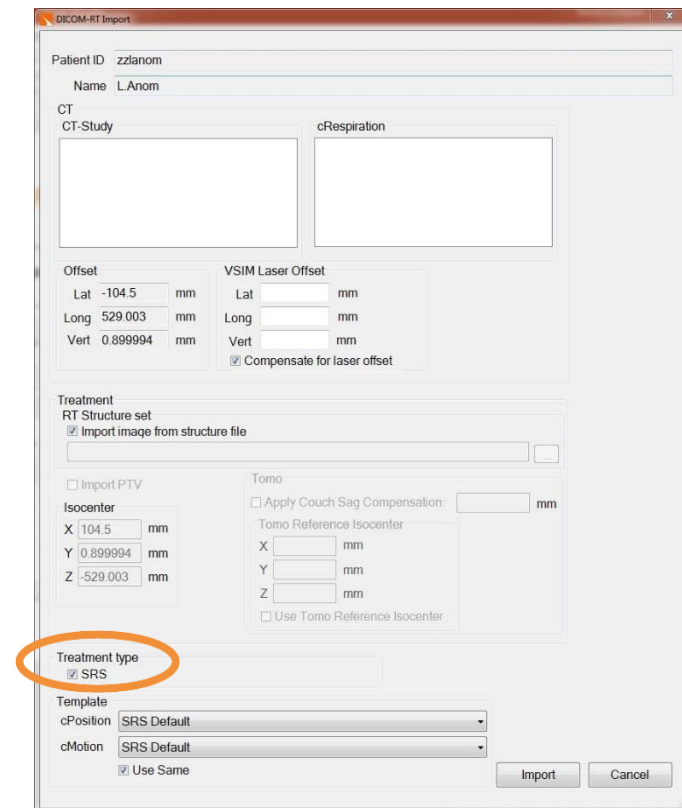 DICOM-RT Import
x
Patient ID zzlanom
Name L.Anom
CT
CT-Study cRespiration
Offset VSIM Laser Offset
Lat -104.5 mm Lat mm
Long 529.003 mm Long mm
Vert 0.899994 mm Vert mm
Compensate for laser offset
Treatment
RT Structure set
Import image from structure file
...
Import PTV Tomo
Isocenter Apply Couch Sag Compensation: mm
X 104.5 mm Tomo Reference Isocenter
Y 0.899994 mm X mm
Z -529.003 mm Y mm
Z mm
Use Tomo Reference Isocenter
Treatment type
SRS
Template
cPosition SRS Default
cMotion SRS Default
Use Same Import Cancel